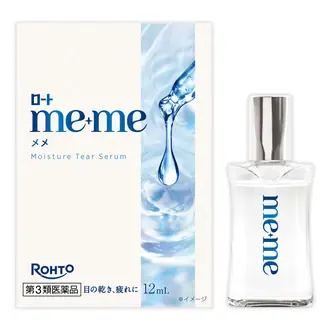 ロート
me+me
メメ
Moisture Tear Serum
ROHTO
※イメージ
第3類医薬品 目の乾き、疲れに 12mL
me+me